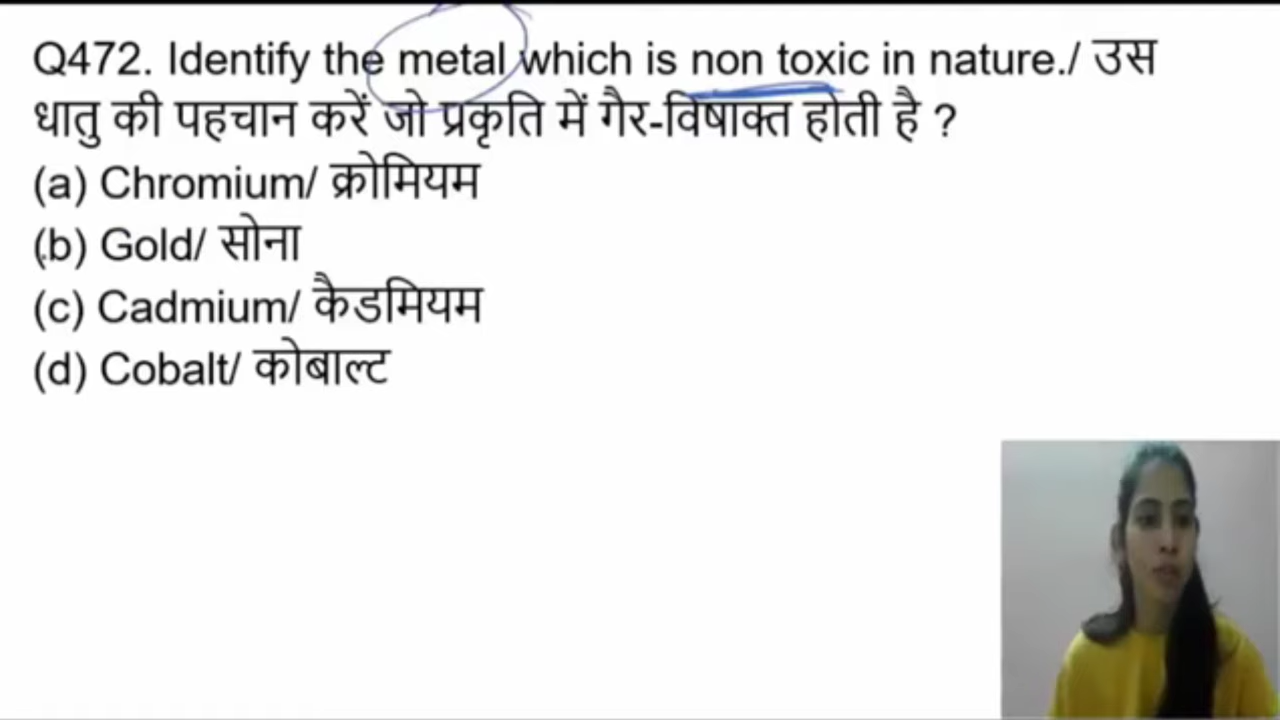 Q472. Identify the metal which is non toxic in nature./ उस
धातु की पहचान करें जो प्रकृति में गैर-विषाक्त होती है ?
(a) Chromium/ क्रोमियम
(b) Gold/ सोना
(c) Cadmium/ कैडमियम
(d) Cobalt/ कोबाल्ट